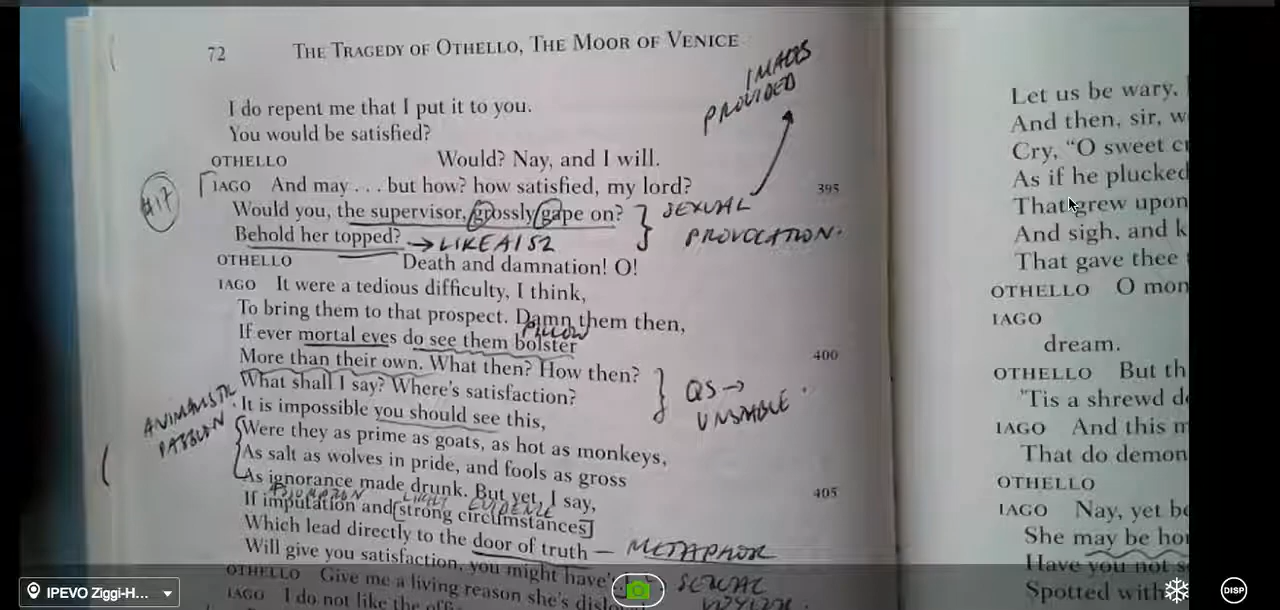 72 THE TRAGEDY OF OTHELLO, THE MOOR OF VENICE
I do repent me that I put it to you.
You would be satisfied?
OTHELLO Would? Nay, and I will.
IAGO And may . . . but how? how satisfied, my lord? 395
Would you, the supervisor, grossly gape on?
Behold her topped? → LIKE A1 S2
OTHELLO Death and damnation! O!
IAGO It were a tedious difficulty, I think,
To bring them to that prospect. Damn them then,
PILLOW
If ever mortal eyes do see them bolster
More than their own. What then? How then? 400
What shall I say? Where's satisfaction?
It is impossible you should see this,
Were they as prime as goats, as hot as monkeys,
As salt as wolves in pride, and fools as gross
As ignorance made drunk. But yet, I say, 405
EVIDENCE
If imputation and [strong circumstances]
Which lead directly to the door of truth — METAPHOR
Will give you satisfaction, you might have't.
OTHELLO Give me a living reason she's disloyal
IAGO I do not like the
#17
IMAGES
PROVIDED
SEXUAL
PROVOCATION.
QS →
UNSTABLE
ANIMALISTIC
PASSION
SEXUAL
Let us be wary.
And then, sir, w
Cry, "O sweet cr
As if he plucked
That grew upon
And sigh, and k
That gave thee
OTHELLO O mon
IAGO
dream.
OTHELLO But th
'Tis a shrewd d
IAGO And this m
That do demon
OTHELLO
IAGO Nay, yet be
She may be hon
Have you not s
Spotted with
IPEVO Ziggi-H...
DISP